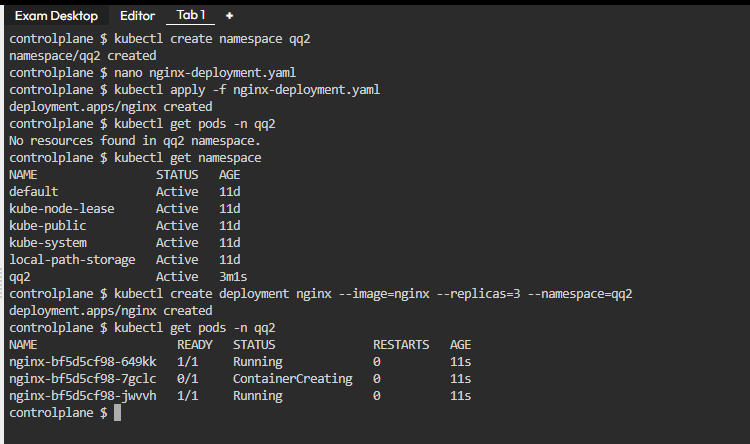 Exam Desktop Editor Tab 1 +
controlplane $ kubectl create namespace qq2
namespace/qq2 created
controlplane $ nano nginx-deployment.yaml
controlplane $ kubectl apply -f nginx-deployment.yaml
deployment.apps/nginx created
controlplane $ kubectl get pods -n qq2
No resources found in qq2 namespace.
controlplane $ kubectl get namespace
NAME STATUS AGE
default Active 11d
kube-node-lease Active 11d
kube-public Active 11d
kube-system Active 11d
local-path-storage Active 11d
qq2 Active 3m1s
controlplane $ kubectl create deployment nginx --image=nginx --replicas=3 --namespace=qq2
deployment.apps/nginx created
controlplane $ kubectl get pods -n qq2
NAME READY STATUS RESTARTS AGE
nginx-bf5d5cf98-649kk 1/1 Running 0 11s
nginx-bf5d5cf98-7gclc 0/1 ContainerCreating 0 11s
nginx-bf5d5cf98-jwvvh 1/1 Running 0 11s
controlplane $